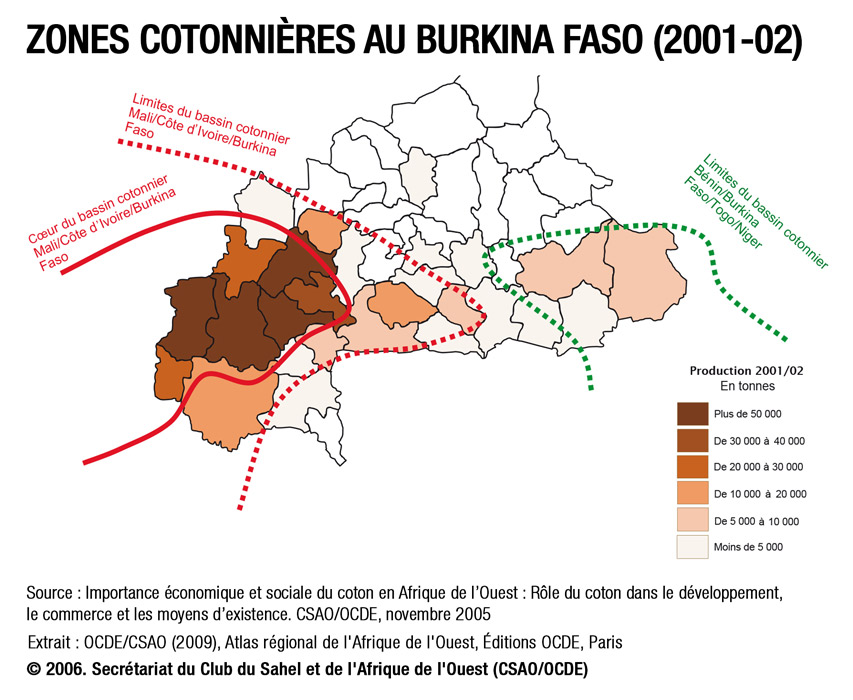 ZONES COTONNIÈRES AU BURKINA FASO (2001-02)
Limites du bassin cotonnier
Mali/Côte d'Ivoire/Burkina
Faso
Cœur du bassin cotonnier
Mali/Côte d'Ivoire/Burkina
Faso
Limites du bassin cotonnier
Bénin/Burkina
Faso/Togo/Niger
Production 2001/02
En tonnes
Plus de 50 000
De 30 000 à 40 000
De 20 000 à 30 000
De 10 000 à 20 000
De 5 000 à 10 000
Moins de 5 000
Source : Importance économique et sociale du coton en Afrique de l'Ouest : Rôle du coton dans le développement,
le commerce et les moyens d'existence. CSAO/OCDE, novembre 2005
Extrait : OCDE/CSAO (2009), Atlas régional de l'Afrique de l'Ouest, Éditions OCDE, Paris
© 2006. Secrétariat du Club du Sahel et de l'Afrique de l'Ouest (CSAO/OCDE)